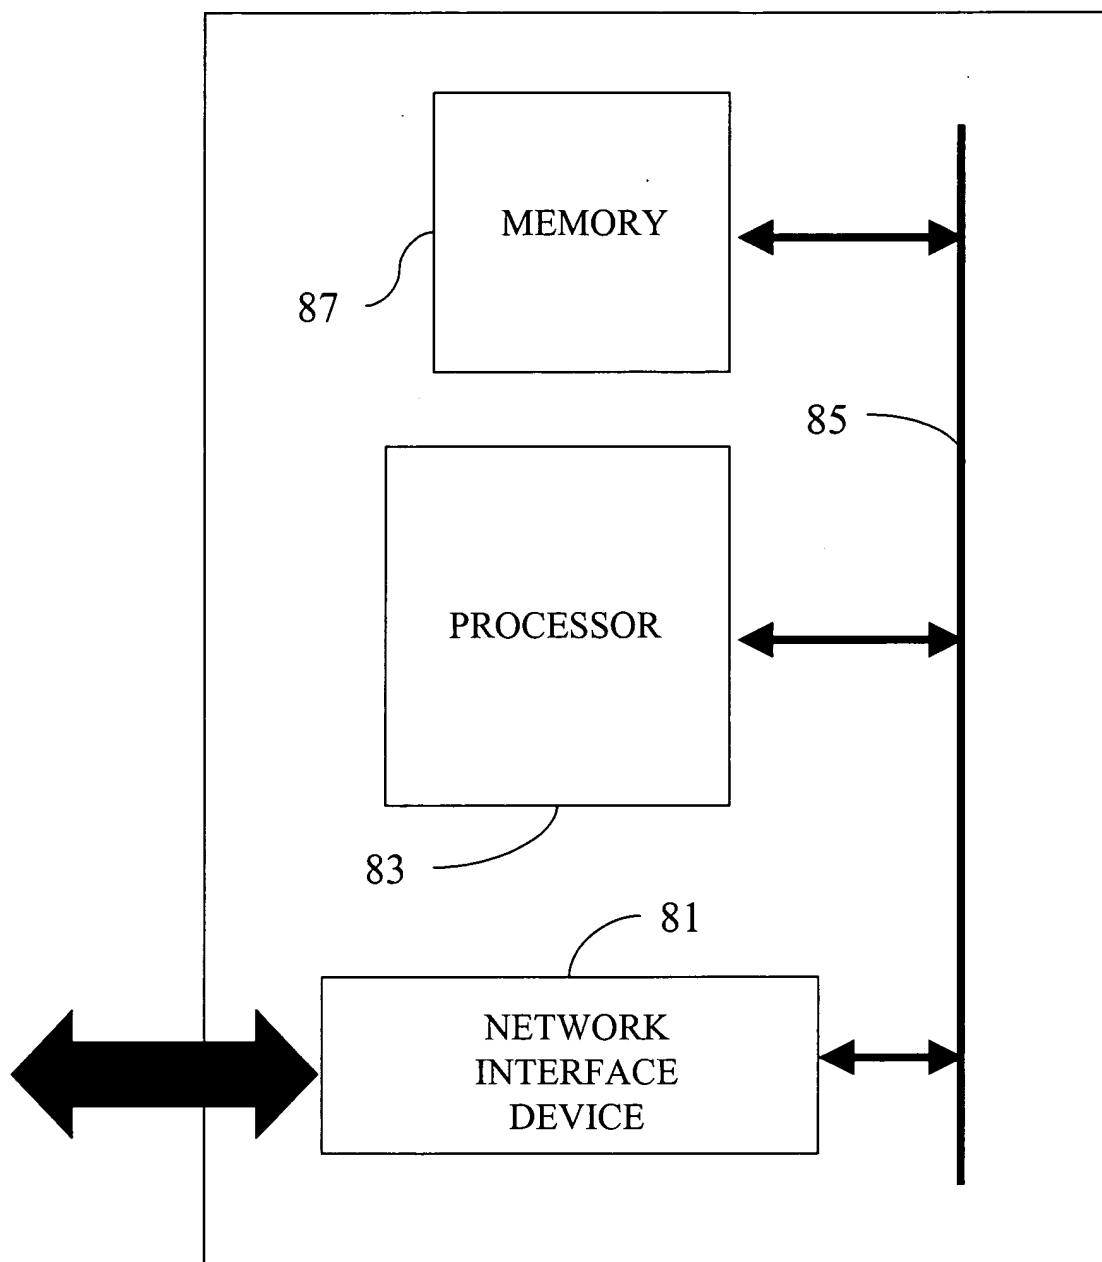 MEMORY
87
85
PROCESSOR
83
81
NETWORK
INTERFACE
DEVICE